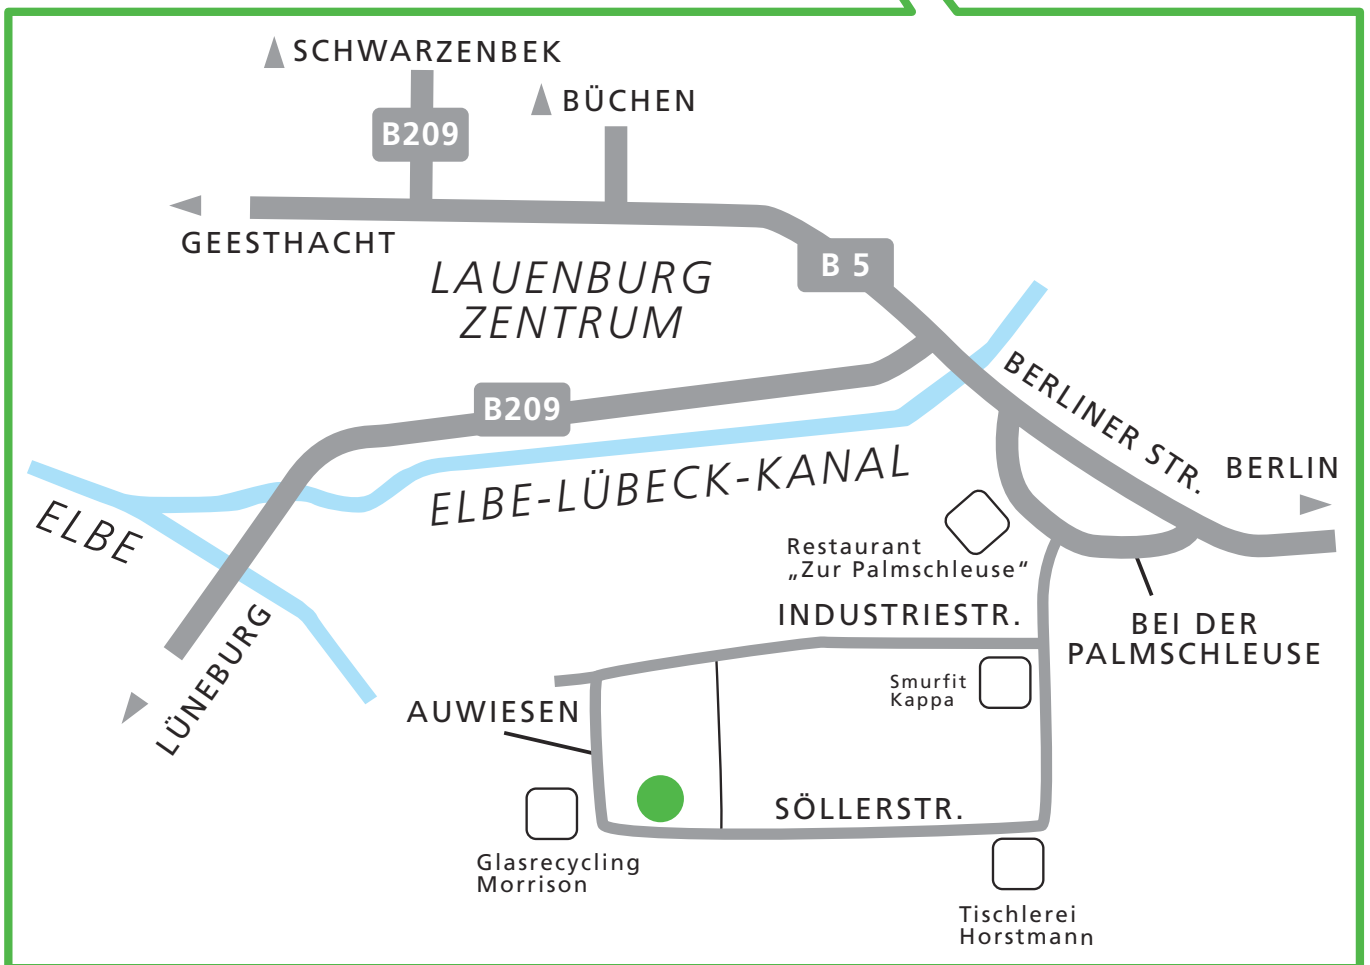 SCHWARZENBEK
BÜCHEN
B209
GEESTHACHT
B 5
LAUENBURG
ZENTRUM
BERLINER STR.
B209
BERLIN
ELBE-LÜBECK-KANAL
ELBE
Restaurant
„Zur Palmschleuse“
INDUSTRIESTR.
BEI DER
PALMSCHLEUSE
LÜNEBURG
Smurfit
Kappa
AUWIESEN
SÖLLERSTR.
Glasrecycling
Morrison
Tischlerei
Horstmann